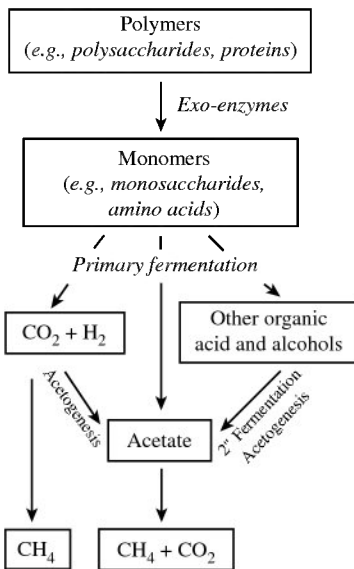 Polymers
(e.g., polysaccharides, proteins)
Exo-enzymes
Monomers
(e.g., monosaccharides,
amino acids)
Primary fermentation
CO₂ + H₂
Other organic
acid and alcohols
Acetogenesis
2" Fermentation
Acetogenesis
Acetate
CH₄
CH₄ + CO₂